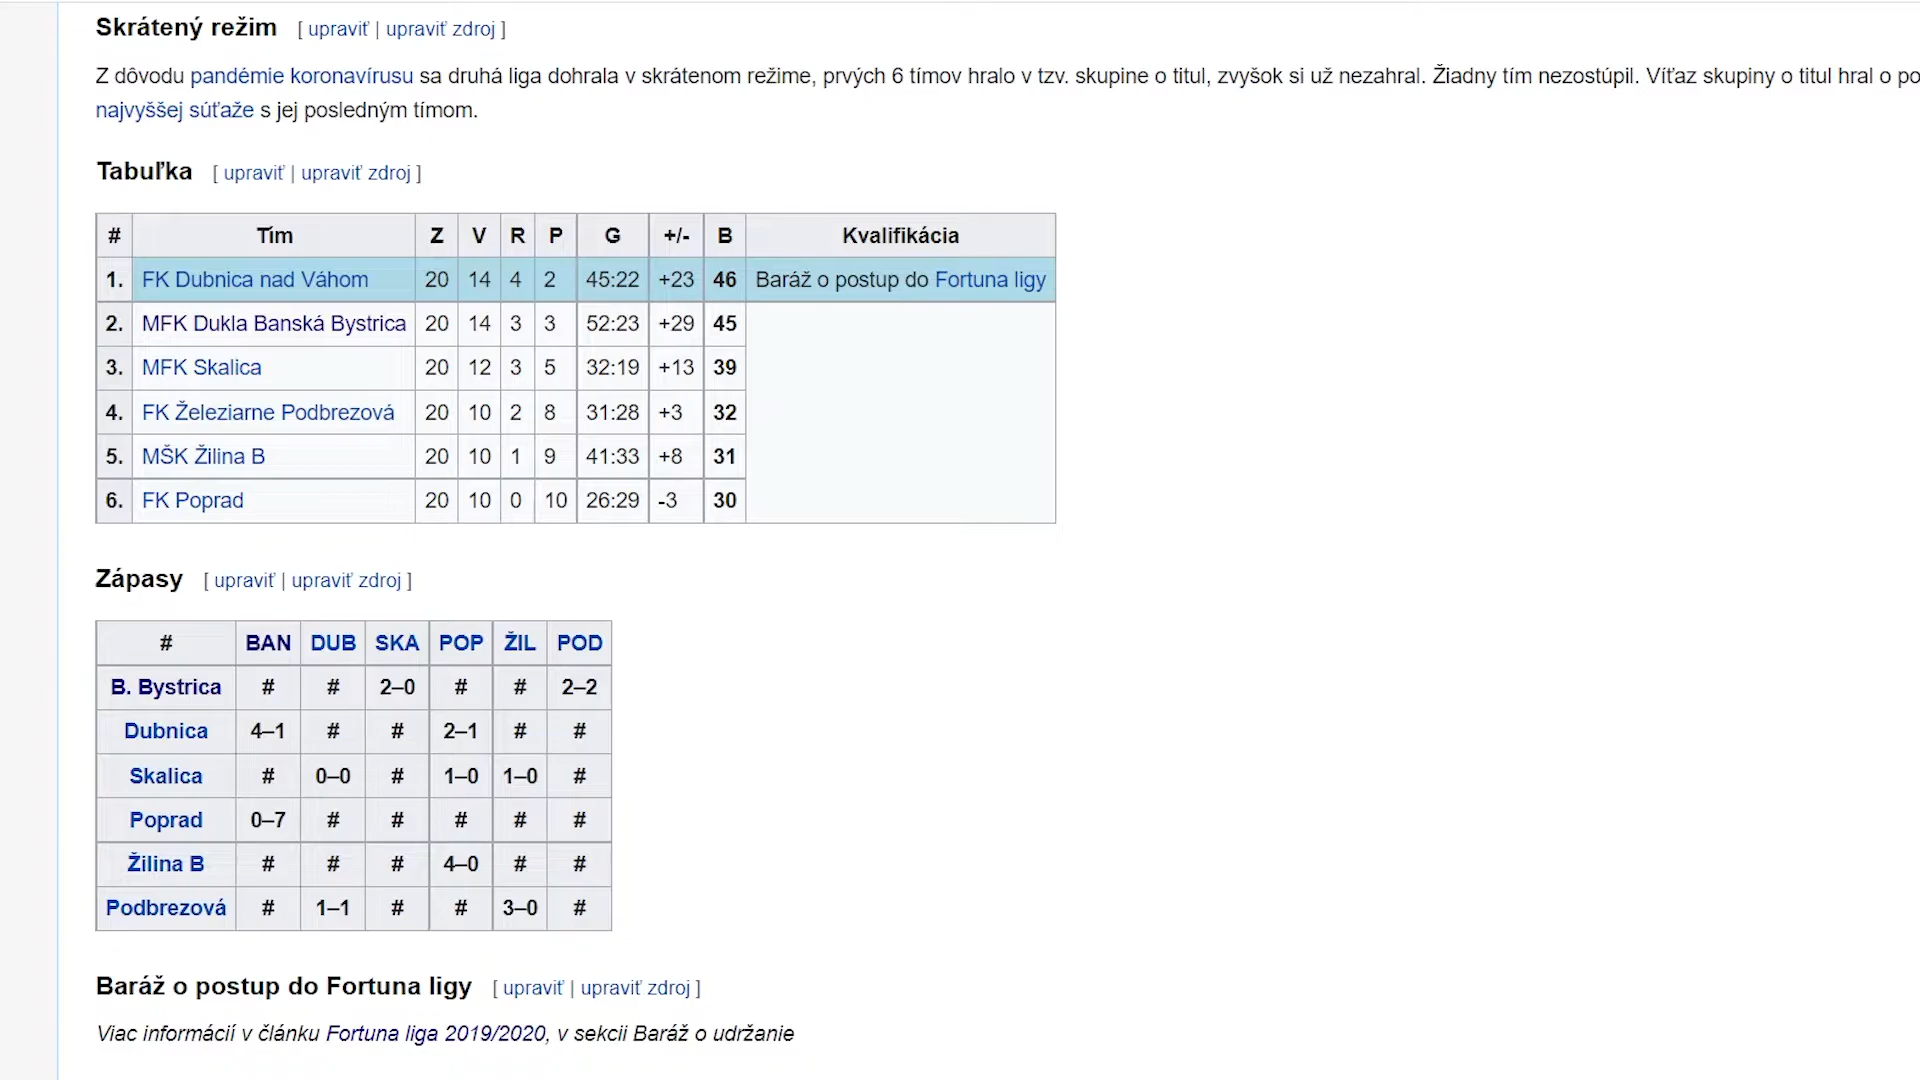 Skrátený režim [ upraviť | upraviť zdroj ]
Z dôvodu pandémie koronavírusu sa druhá liga dohrala v skrátenom režime, prvých 6 tímov hralo v tzv. skupine o titul, zvyšok si už nezahral. Žiadny tím nezostúpil. Víťaz skupiny o titul hral o po
najvyššej súťaže s jej posledným tímom.
Tabuľka [ upraviť | upraviť zdroj ]
# Tím Z V R P G +/- B Kvalifikácia
1. FK Dubnica nad Váhom 20 14 4 2 45:22 +23 46 Baráž o postup do Fortuna ligy
2. MFK Dukla Banská Bystrica 20 14 3 3 52:23 +29 45
3. MFK Skalica 20 12 3 5 32:19 +13 39
4. FK Železiarne Podbrezová 20 10 2 8 31:28 +3 32
5. MŠK Žilina B 20 10 1 9 41:33 +8 31
6. FK Poprad 20 10 0 10 26:29 -3 30
Zápasy [ upraviť | upraviť zdroj ]
# BAN DUB SKA POP ŽIL POD
B. Bystrica # # 2–0 # # 2–2
Dubnica 4–1 # # 2–1 # #
Skalica # 0–0 # 1–0 1–0 #
Poprad 0–7 # # # # #
Žilina B # # # 4–0 # #
Podbrezová # 1–1 # # 3–0 #
Baráž o postup do Fortuna ligy [ upraviť | upraviť zdroj ]
Viac informácií v článku Fortuna liga 2019/2020, v sekcii Baráž o udržanie